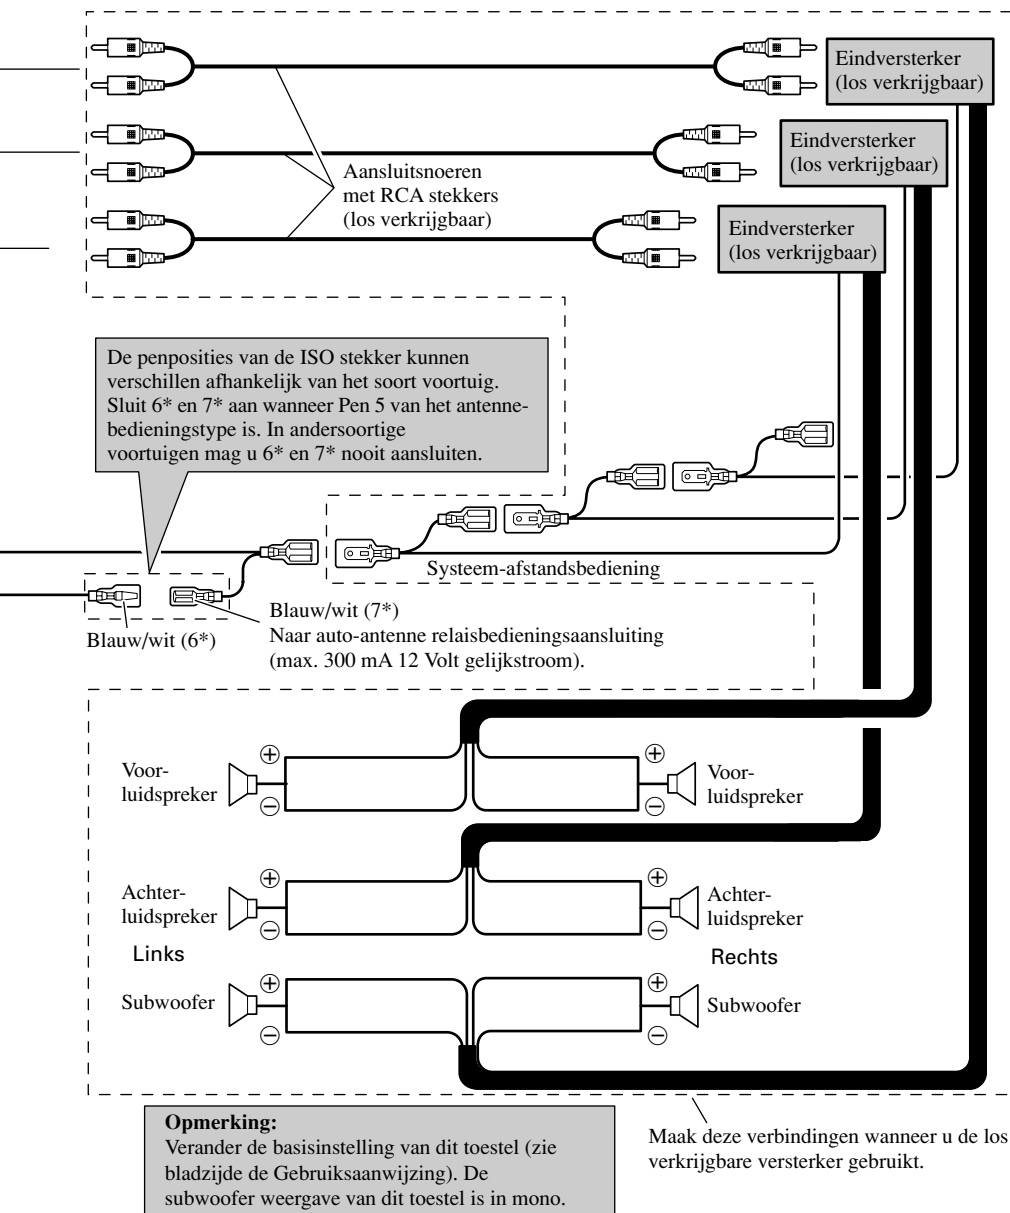 Eindversterker
(los verkrijgbaar)
Eindversterker
(los verkrijgbaar)
Aansluitsnoeren
met RCA stekkers
(los verkrijgbaar)
Eindversterker
(los verkrijgbaar)
De penposities van de ISO stekker kunnen
verschillen afhankelijk van het soort voortuig.
Sluit 6* en 7* aan wanneer Pen 5 van het antenne-
bedieningstype is. In andersoortige
voortuigen mag u 6* en 7* nooit aansluiten.
Systeem-afstandsbediening
Blauw/wit (6*)
Blauw/wit (7*)
Naar auto-antenne relaisbedieningsaansluiting
(max. 300 mA 12 Volt gelijkstroom).
Voor-
luidspreker
+
−
+
−
Voor-
luidspreker
Achter-
luidspreker
+
−
+
−
Achter-
luidspreker
Links
Rechts
Subwoofer
+
−
+
−
Subwoofer
Opmerking:
Verander de basisinstelling van dit toestel (zie
bladzijde de Gebruiksaanwijzing). De
subwoofer weergave van dit toestel is in mono.
Maak deze verbindingen wanneer u de los
verkrijgbare versterker gebruikt.